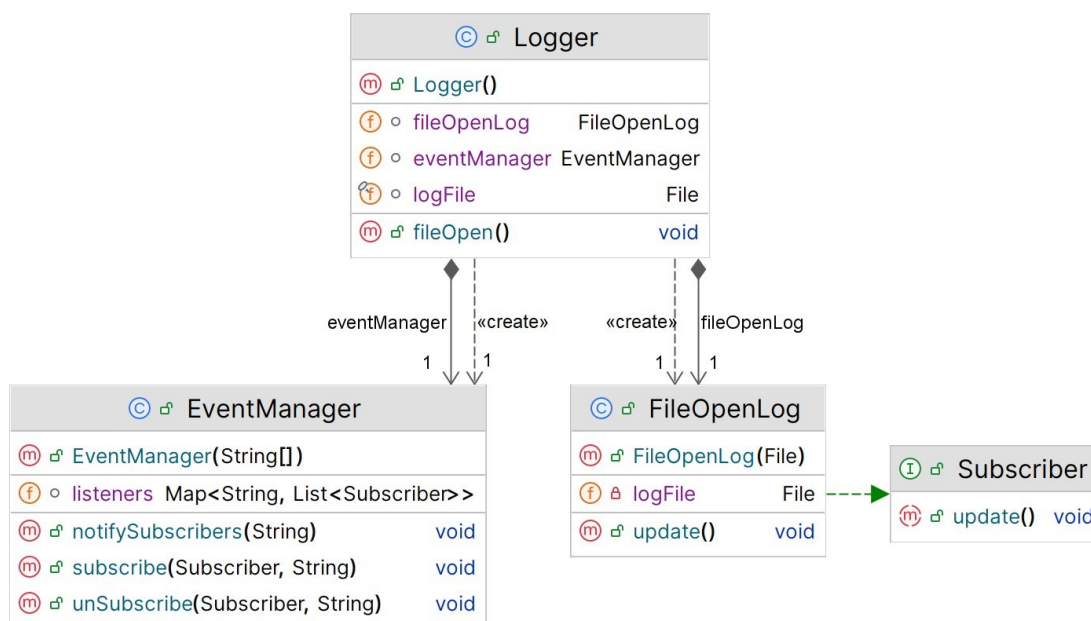 Logger
Logger()
fileOpenLog FileOpenLog
eventManager EventManager
logFile File
fileOpen() void
eventManager «create» «create» fileOpenLog
1 1 1 1
EventManager
EventManager(String[])
listeners Map<String, List<Subscriber>>
notifySubscribers(String) void
subscribe(Subscriber, String) void
unSubscribe(Subscriber, String) void
FileOpenLog
FileOpenLog(File)
logFile File
update() void
Subscriber
update() void